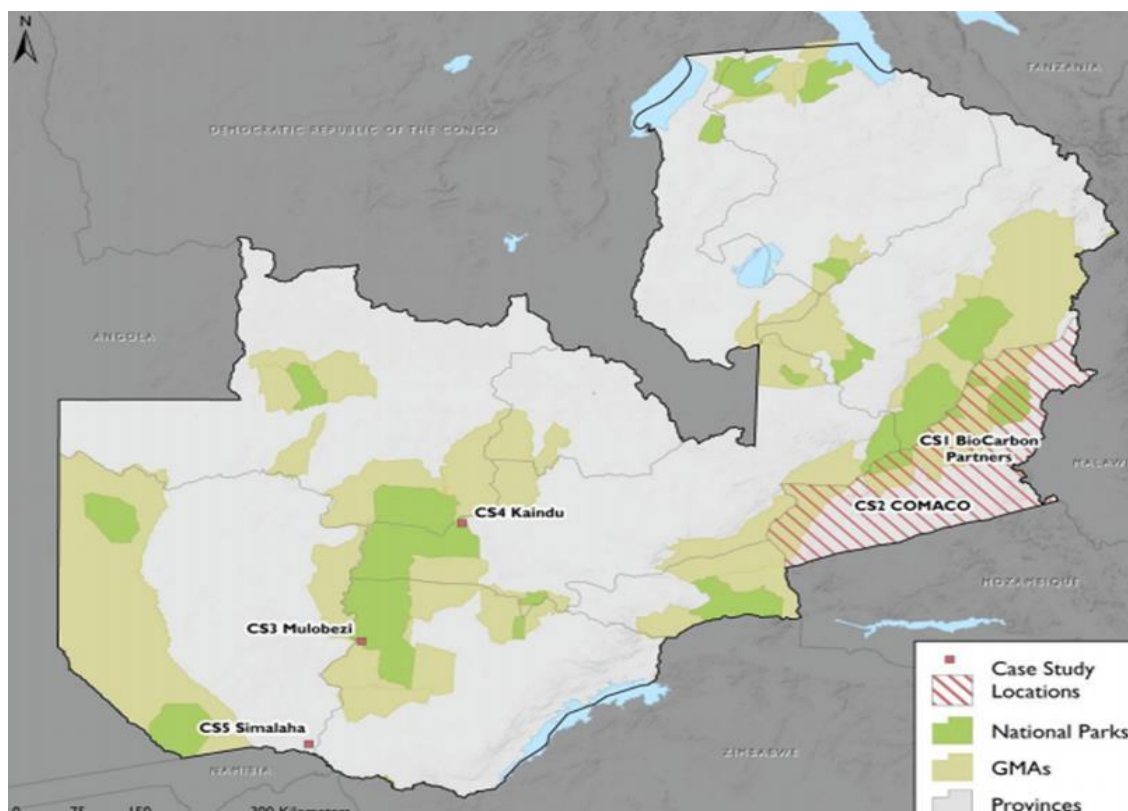 N
TANZANIA
DEMOCRATIC REPUBLIC OF THE CONGO
ANGOLA
CS1 BioCarbon
Partners
MALAWI
CS2 COMACO
CS4 Kaindu
MOZAMBIQUE
CS3 Mulobezi
CS5 Simalaha
ZIMBABWE
NAMIBIA
Case Study
Locations
National Parks
GMAs
Provinces
0 75 150 300 Kilometers